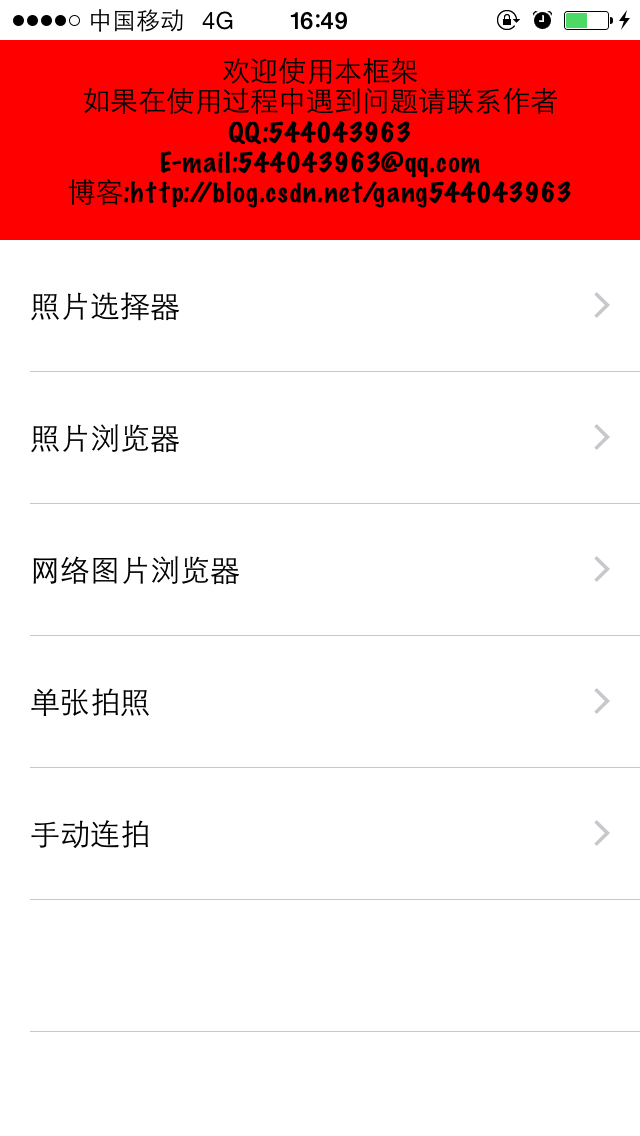 中国移动 4G 16:49
欢迎使用本框架
如果在使用过程中遇到问题请联系作者
QQ:544043963
E-mail:544043963@qq.com
博客:http://blog.csdn.net/gang544043963
照片选择器
照片浏览器
网络图片浏览器
单张拍照
手动连拍